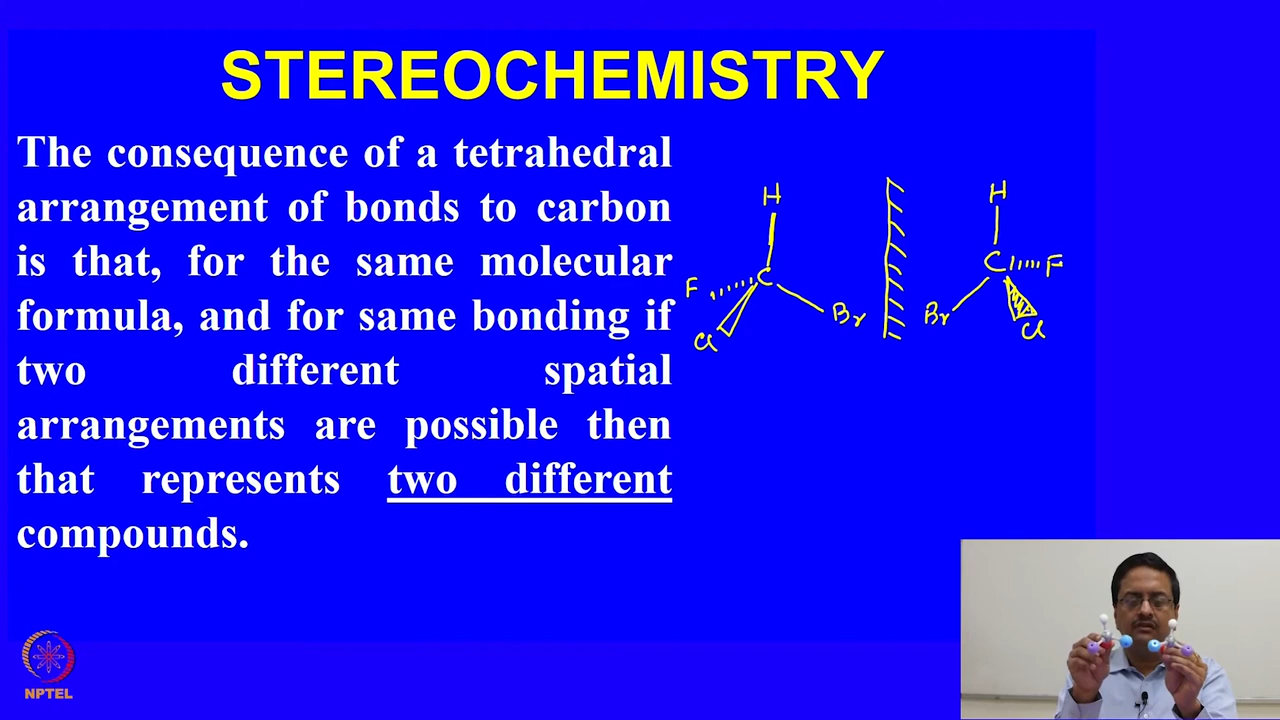 STEREOCHEMISTRY
The consequence of a tetrahedral
arrangement of bonds to carbon
is that, for the same molecular
formula, and for same bonding if
two different spatial
arrangements are possible then
that represents two different
compounds.
H
F C
Cl Br
H
C F
Br Cl
NPTEL